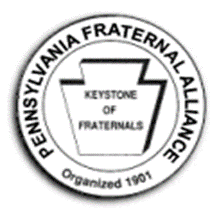 PENNSYLVANIA FRATERNAL ALLIANCE
KEYSTONE
OF
FRATERNALS
Organized 1901